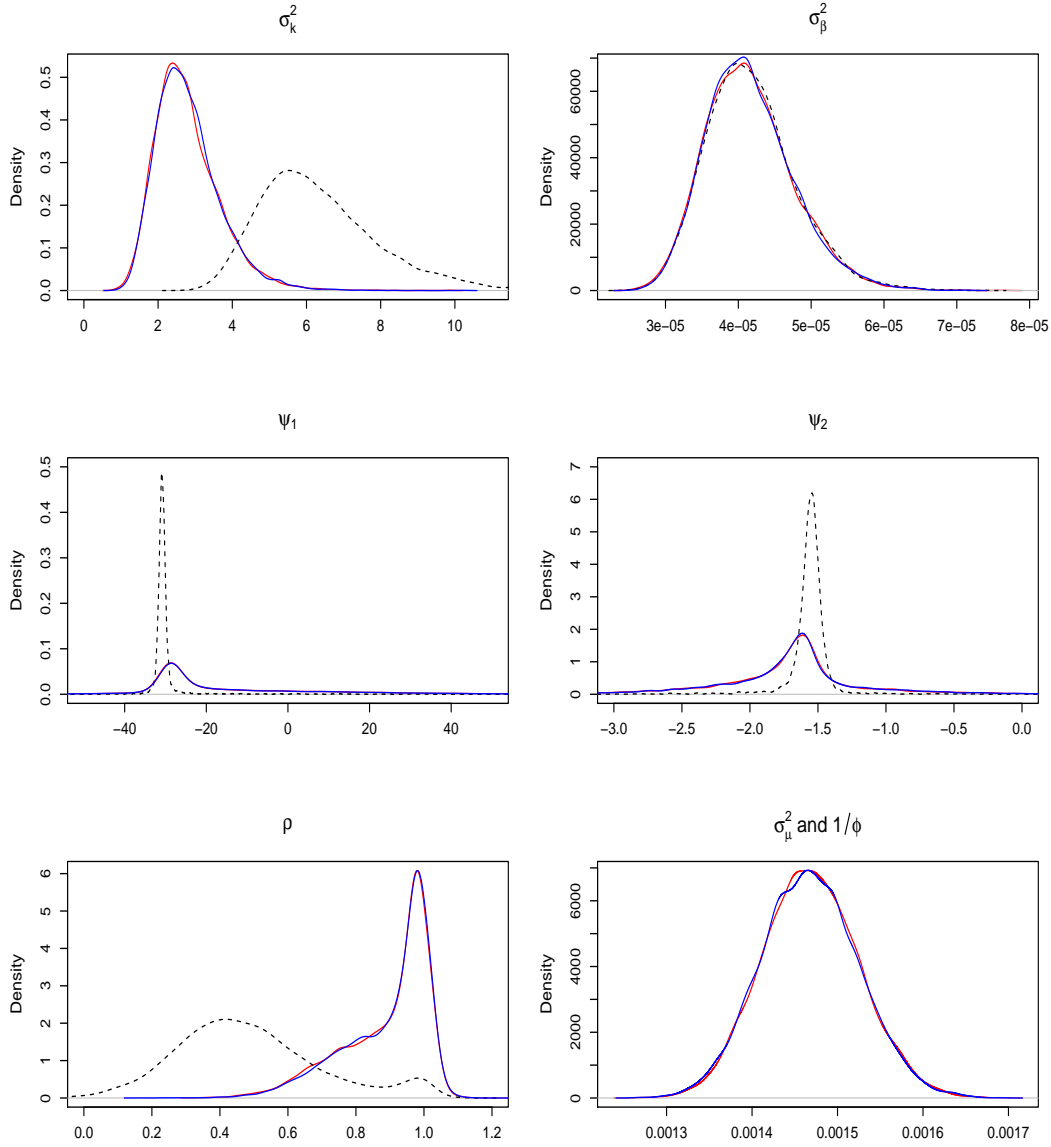 σ²ₖ
Density
0.0 0.1 0.2 0.3 0.4 0.5
0 2 4 6 8 10
σ²ᵦ
Density
0 20000 40000 60000
3e-05 4e-05 5e-05 6e-05 7e-05 8e-05
ψ₁
Density
0.0 0.1 0.2 0.3 0.4 0.5
−40 −20 0 20 40
ψ₂
Density
0 1 2 3 4 5 6 7
−3.0 −2.5 −2.0 −1.5 −1.0 −0.5 0.0
ρ
Density
0 1 2 3 4 5 6
0.0 0.2 0.4 0.6 0.8 1.0 1.2
σ²_μ and 1/ϕ
Density
0 2000 4000 6000
0.0013 0.0014 0.0015 0.0016 0.0017